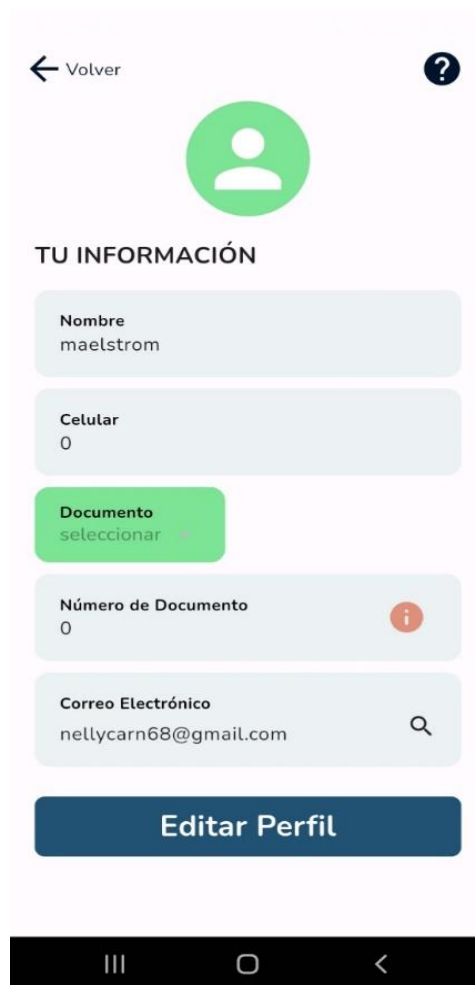 Volver
?
TU INFORMACIÓN
Nombre
maelstrom
Celular
0
Documento
seleccionar
Número de Documento
0
i
Correo Electrónico
nellycarn68@gmail.com
Editar Perfil